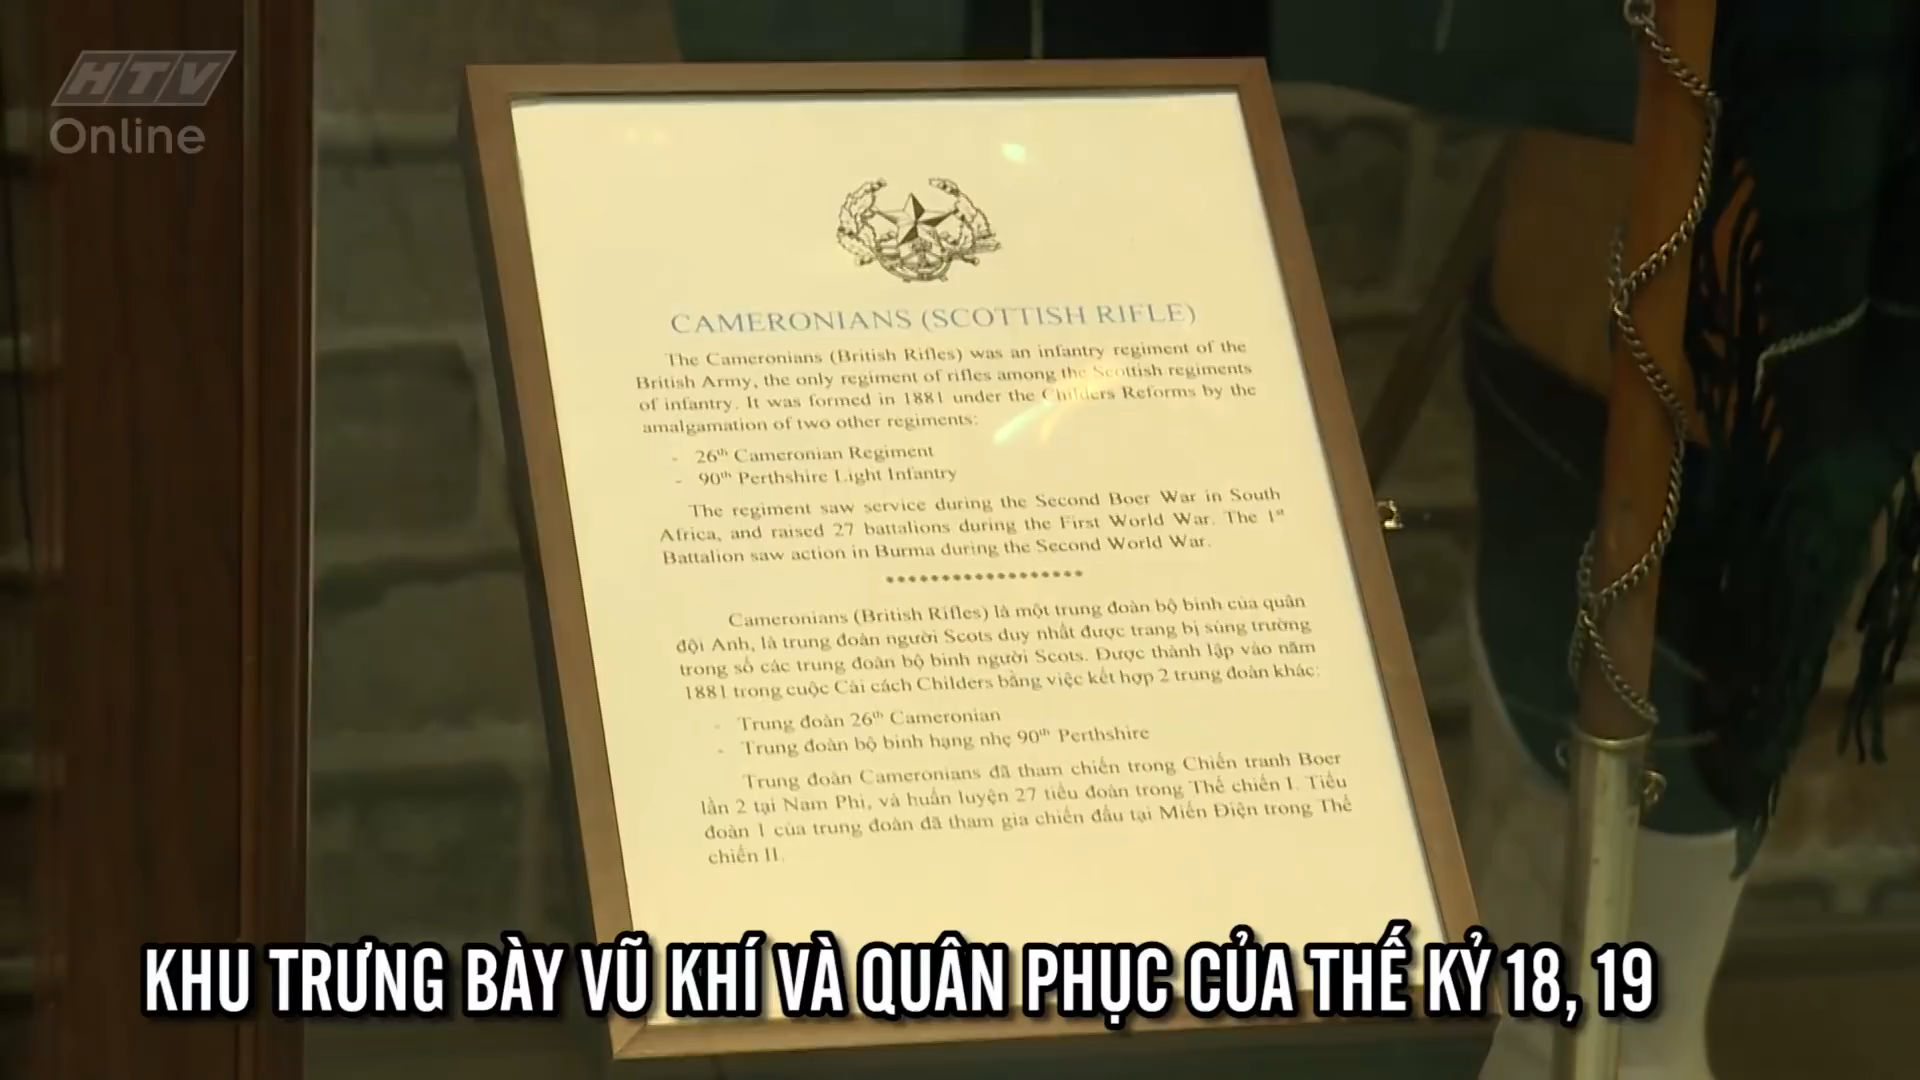 HTV
Online
CAMERONIANS (SCOTTISH RIFLE)
The Cameronians (British Rifles) was an infantry regiment of the
British Army, the only regiment of rifles among the Scottish regiments
of infantry. It was formed in 1881 under the Childers Reforms by the
amalgamation of two other regiments:
- 26th Cameronian Regiment
- 90th Perthshire Light Infantry
The regiment saw service during the Second Boer War in South
Africa, and raised 27 battalions during the First World War. The 1st
Battalion saw action in Burma during the Second World War.
Cameronians (British Rifles) là một trung đoàn bộ binh của quân
đội Anh, là trung đoàn người Scots duy nhất được trang bị súng trường
trong số các trung đoàn bộ binh người Scots. Được thành lập vào năm
1881 trong cuộc Cải cách Childers bằng việc kết hợp 2 trung đoàn khác:
- Trung đoàn 26th Cameronian
- Trung đoàn bộ binh hạng nhẹ 90th Perthshire
Trung đoàn Cameronians đã tham chiến trong Chiến tranh Boer
lần 2 tại Nam Phi, và huấn luyện 27 tiểu đoàn trong Thế chiến I. Tiểu
đoàn 1 của trung đoàn đã tham gia chiến đấu tại Miến Điện trong Thế
chiến II.
KHU TRƯNG BÀY VŨ KHÍ VÀ QUÂN PHỤC CỦA THẾ KỶ 18, 19